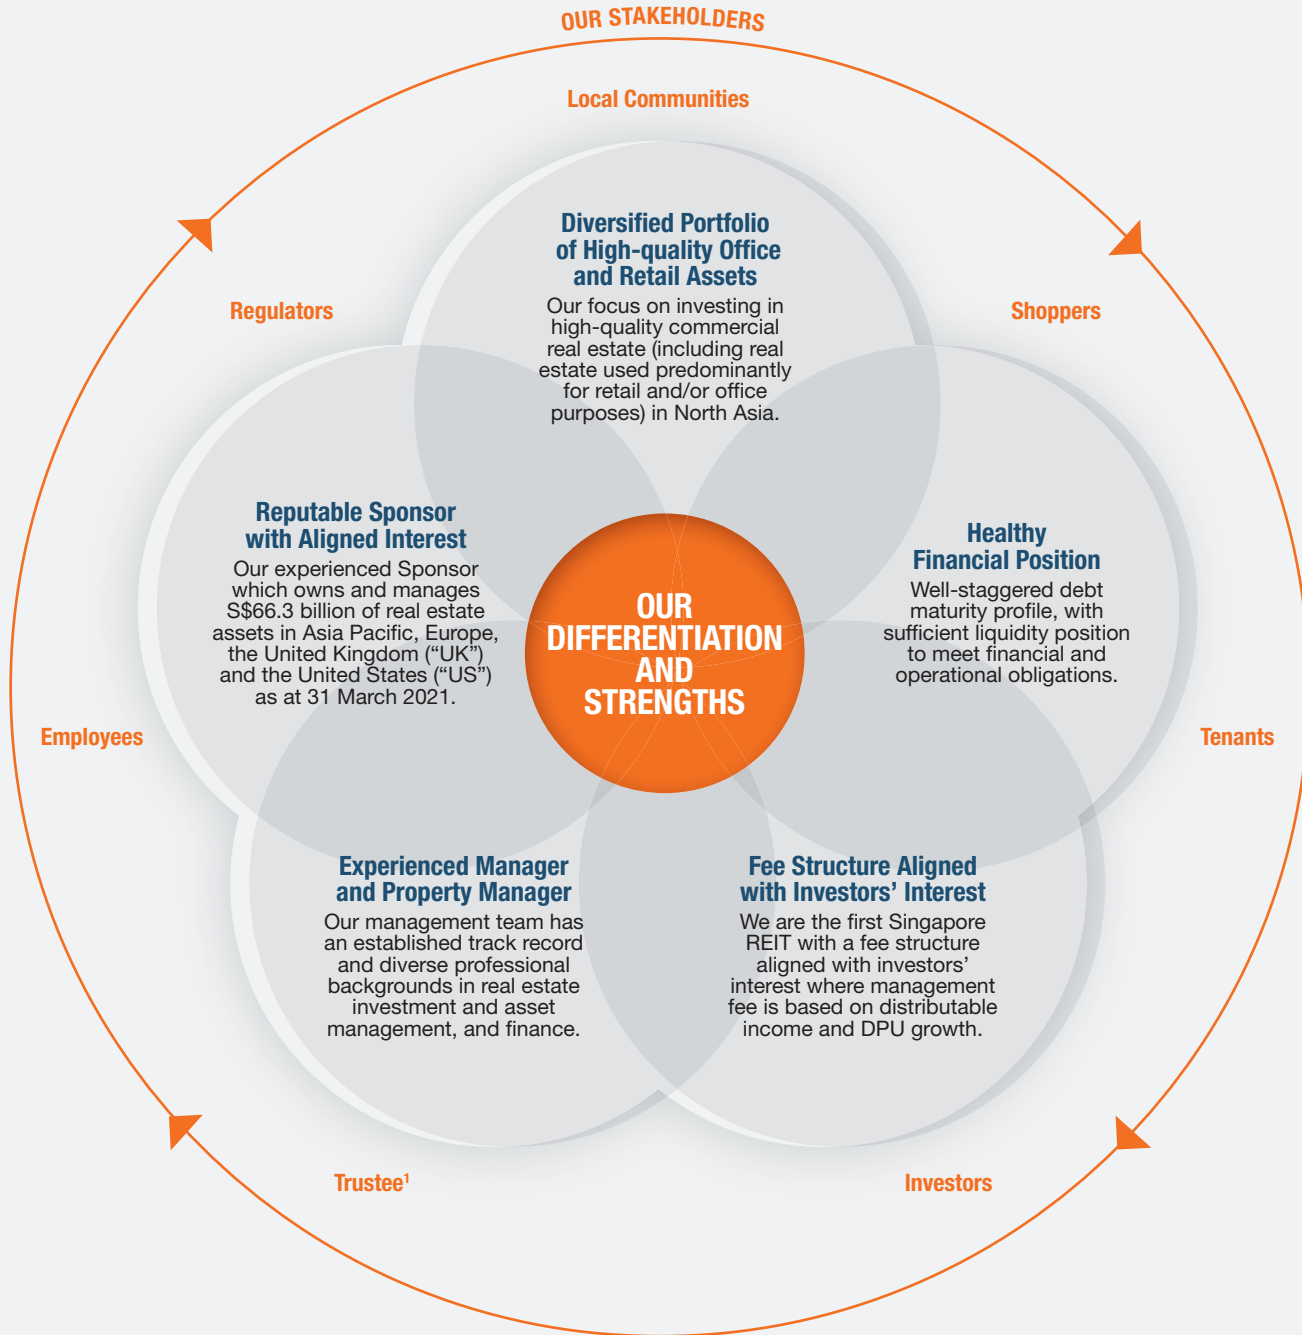 OUR STAKEHOLDERS
Local Communities
Diversified Portfolio
of High-quality Office
and Retail Assets
Our focus on investing in
high-quality commercial
real estate (including real
estate used predominantly
for retail and/or office
purposes) in North Asia.
Regulators
Shoppers
Reputable Sponsor
with Aligned Interest
Our experienced Sponsor
which owns and manages
S$66.3 billion of real estate
assets in Asia Pacific, Europe,
the United Kingdom (“UK”)
and the United States (“US”)
as at 31 March 2021.
OUR
DIFFERENTIATION
AND
STRENGTHS
Healthy
Financial Position
Well-staggered debt
maturity profile, with
sufficient liquidity position
to meet financial and
operational obligations.
Employees
Tenants
Experienced Manager
and Property Manager
Our management team has
an established track record
and diverse professional
backgrounds in real estate
investment and asset
management, and finance.
Fee Structure Aligned
with Investors’ Interest
We are the first Singapore
REIT with a fee structure
aligned with investors’
interest where management
fee is based on distributable
income and DPU growth.
Trustee¹
Investors